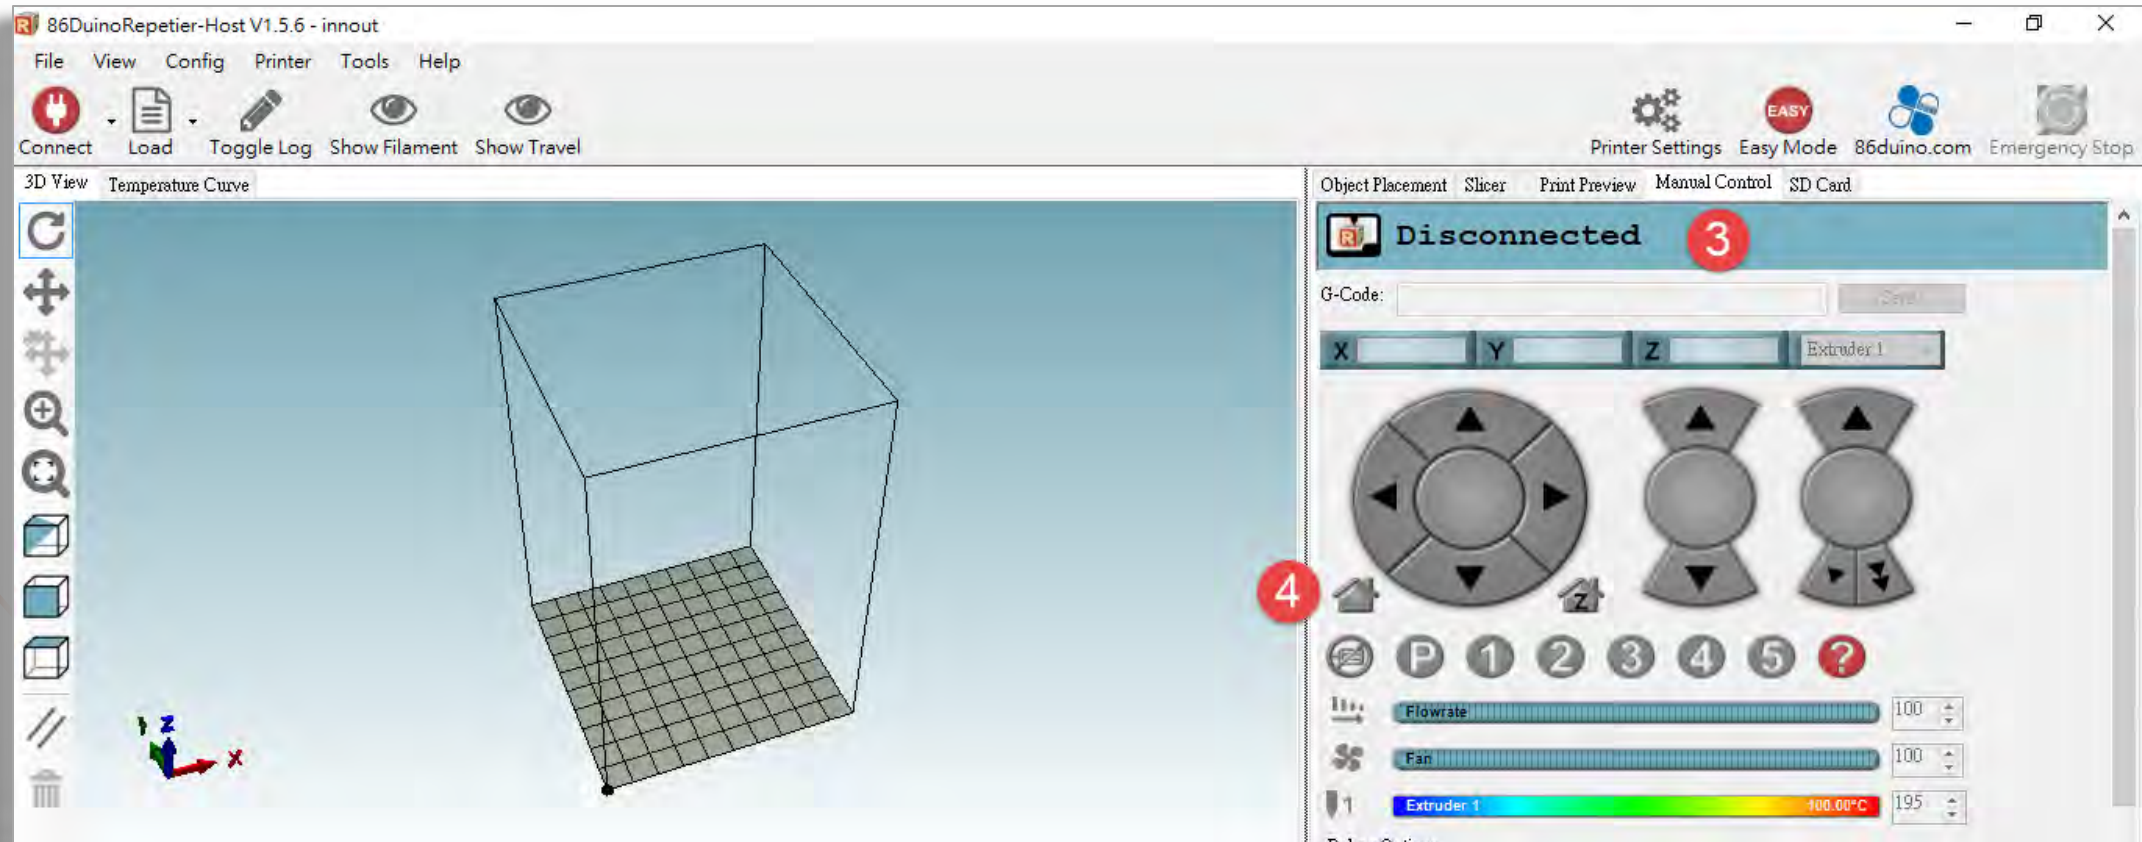 86DuinoRepetier-Host V1.5.6 - innout
File View Config Printer Tools Help
Connect Load Toggle Log Show Filament Show Travel Printer Settings EASY Easy Mode 86duino.com Emergency Stop
3D View Temperature Curve
Object Placement Slicer Print Preview Manual Control SD Card
R Disconnected 3
G-Code:
X Y Z Extruder 1
4 Z
P 1 2 3 4 5 ?
Flowrate 100
Fan 100
1 Extruder 1 100.00°C 195
Y Z X